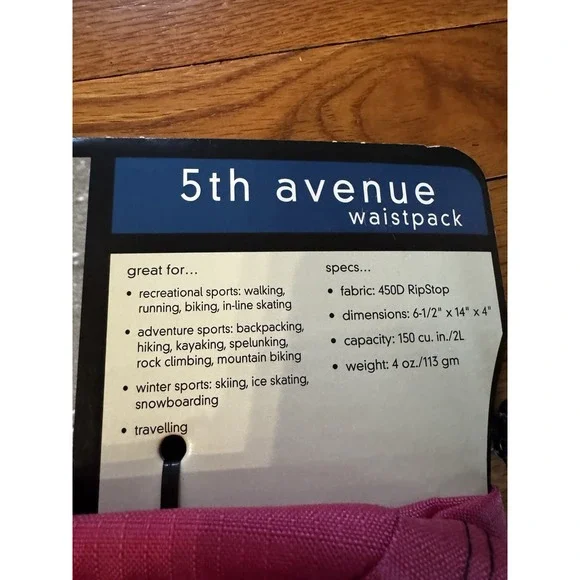 5th avenue
waistpack
great for...
• recreational sports: walking,
running, biking, in-line skating
• adventure sports: backpacking,
hiking, kayaking, spelunking,
rock climbing, mountain biking
• winter sports: skiing, ice skating,
snowboarding
• travelling
specs...
• fabric: 450D RipStop
• dimensions: 6-1/2" x 14" x 4"
• capacity: 150 cu. in./2L
• weight: 4 oz./113 gm